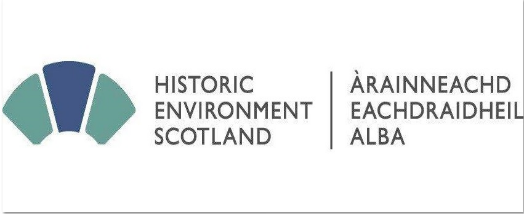 HISTORIC
ENVIRONMENT
SCOTLAND
ÀRAINNEACHD
EACHDRAIDHEIL
ALBA